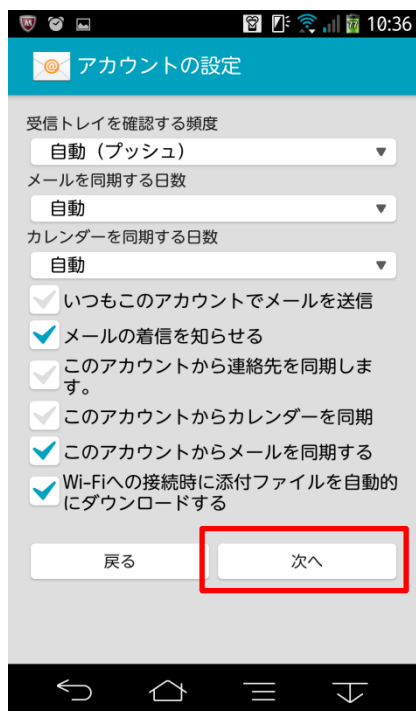 10:36
アカウントの設定
受信トレイを確認する頻度
自動（プッシュ）
メールを同期する日数
自動
カレンダーを同期する日数
自動
いつもこのアカウントでメールを送信
メールの着信を知らせる
このアカウントから連絡先を同期しま
す。
このアカウントからカレンダーを同期
このアカウントからメールを同期する
Wi-Fiへの接続時に添付ファイルを自動的
にダウンロードする
戻る
次へ